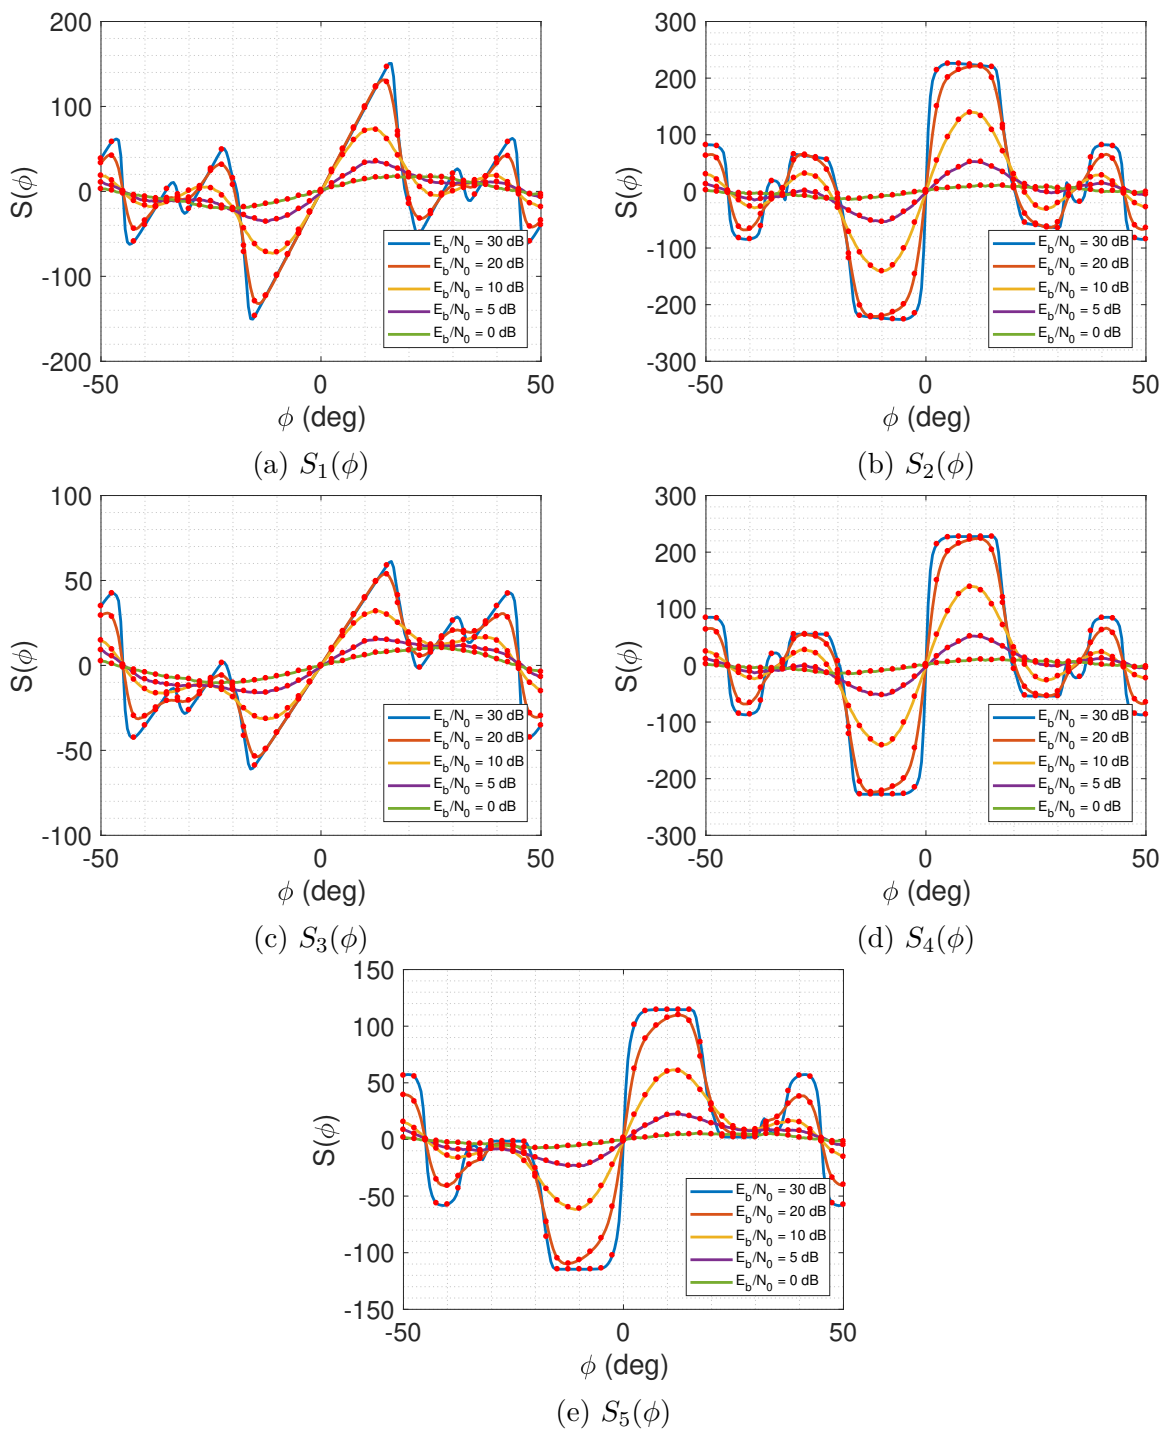 200
100
0
-100
-200
S(ϕ)
-50
0
50
ϕ (deg)
E_b/N_0 = 30 dB
E_b/N_0 = 20 dB
E_b/N_0 = 10 dB
E_b/N_0 = 5 dB
E_b/N_0 = 0 dB
(a) S_1(ϕ)
300
200
100
0
-100
-200
-300
S(ϕ)
-50
0
50
ϕ (deg)
E_b/N_0 = 30 dB
E_b/N_0 = 20 dB
E_b/N_0 = 10 dB
E_b/N_0 = 5 dB
E_b/N_0 = 0 dB
(b) S_2(ϕ)
100
50
0
-50
-100
S(ϕ)
-50
0
50
ϕ (deg)
E_b/N_0 = 30 dB
E_b/N_0 = 20 dB
E_b/N_0 = 10 dB
E_b/N_0 = 5 dB
E_b/N_0 = 0 dB
(c) S_3(ϕ)
300
200
100
0
-100
-200
-300
S(ϕ)
-50
0
50
ϕ (deg)
E_b/N_0 = 30 dB
E_b/N_0 = 20 dB
E_b/N_0 = 10 dB
E_b/N_0 = 5 dB
E_b/N_0 = 0 dB
(d) S_4(ϕ)
150
100
50
0
-50
-100
-150
S(ϕ)
-50
0
50
ϕ (deg)
E_b/N_0 = 30 dB
E_b/N_0 = 20 dB
E_b/N_0 = 10 dB
E_b/N_0 = 5 dB
E_b/N_0 = 0 dB
(e) S_5(ϕ)